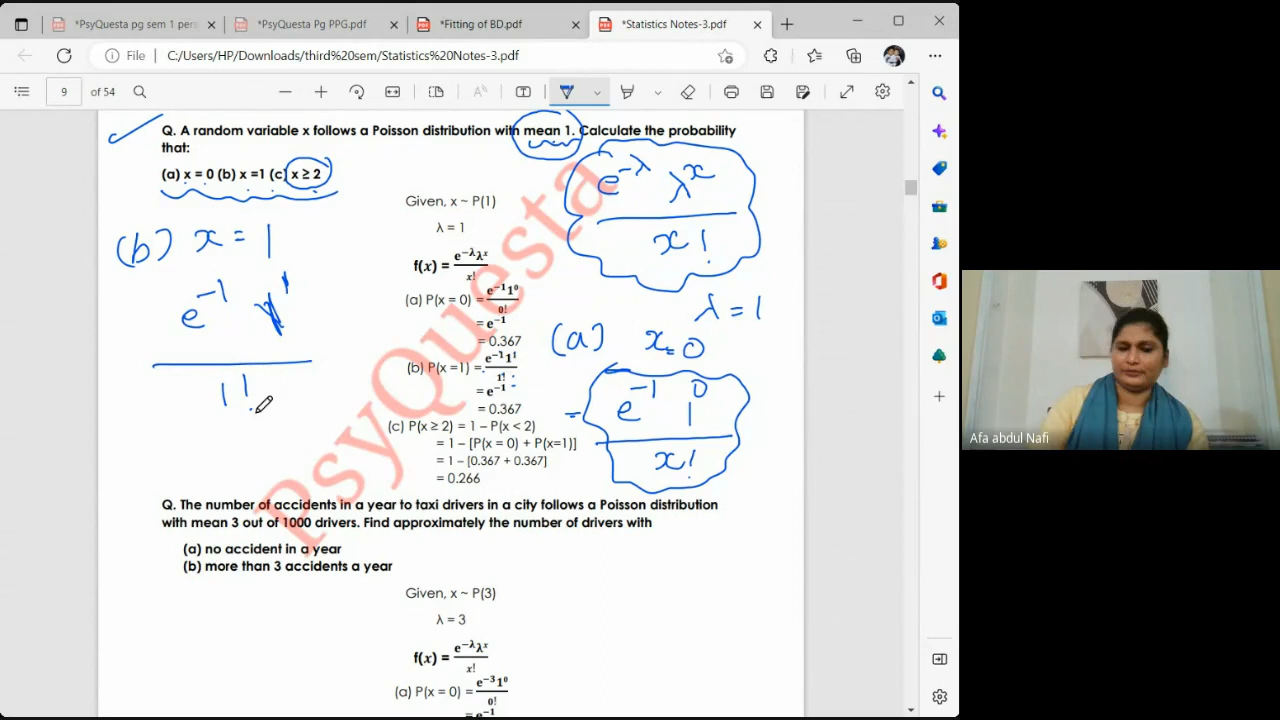 *PsyQuesta pg sem 1 pers
*PsyQuesta Pg PPG.pdf
*Fitting of BD.pdf
*Statistics Notes-3.pdf
File
C:/Users/HP/Downloads/third%20sem/Statistics%20Notes-3.pdf
9 of 54
Q. A random variable x follows a Poisson distribution with mean 1. Calculate the probability
that:
(a) x = 0 (b) x =1 (c) x ≥ 2
Given, x ~ P(1)
λ = 1
f(x) = e^-λ λ^x / x!
(a) P(x = 0) = e^-1 1^0 / 0!
= e^-1
= 0.367
(b) P(x =1) = e^-1 1^1 / 1!
= e^-1
= 0.367
(c) P(x ≥ 2) = 1 – P(x < 2)
= 1 – [P(x = 0) + P(x=1)]
= 1 – [0.367 + 0.367]
= 0.266
(b) x = 1
e^-1 1^1
1!
e^-λ λ^x
x!
λ = 1
(a) x = 0
= e^-1 1^0
x!
Q. The number of accidents in a year to taxi drivers in a city follows a Poisson distribution
with mean 3 out of 1000 drivers. Find approximately the number of drivers with
(a) no accident in a year
(b) more than 3 accidents a year
Given, x ~ P(3)
λ = 3
f(x) = e^-λ λ^x / x!
(a) P(x = 0) = e^-3 1^0 / 0!
= e^-1
PsyQuesta
Afa abdul Nafi